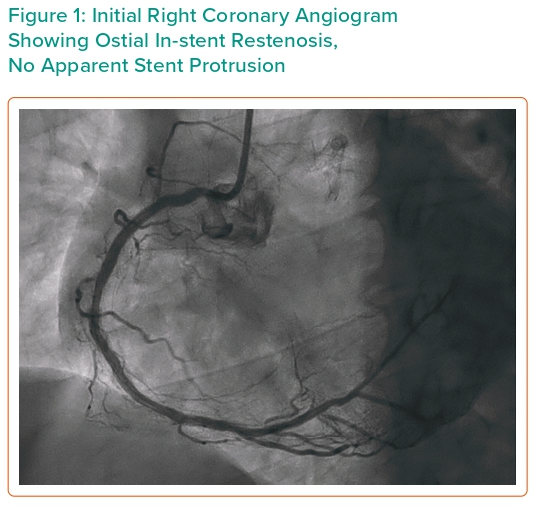 Figure 1: Initial Right Coronary Angiogram
Showing Ostial In-stent Restenosis,
No Apparent Stent Protrusion